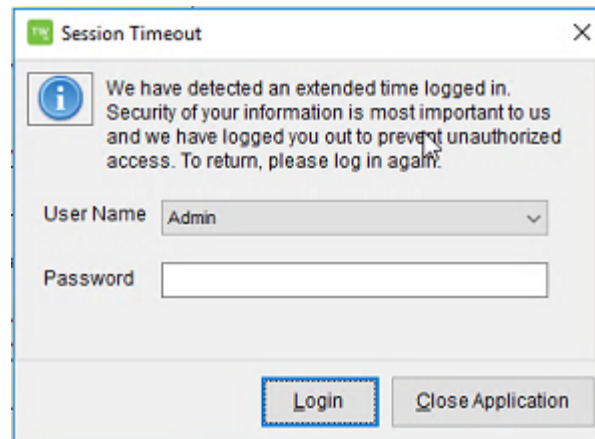 TW Session Timeout
We have detected an extended time logged in.
Security of your information is most important to us
and we have logged you out to prevent unauthorized
access. To return, please log in again.
User Name Admin
Password
Login Close Application